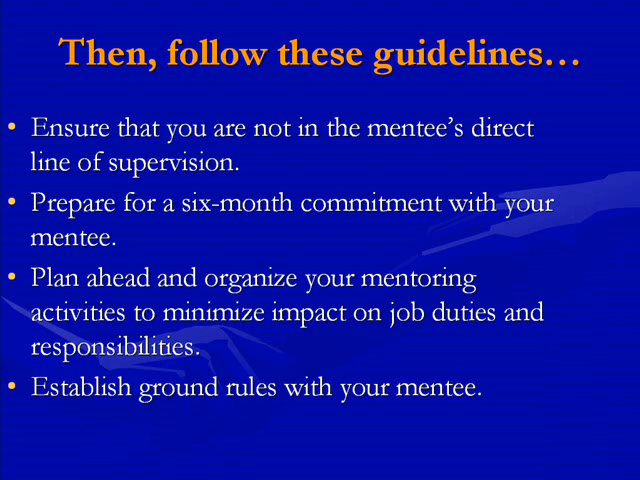 Then, follow these guidelines…
• Ensure that you are not in the mentee’s direct
line of supervision.
• Prepare for a six-month commitment with your
mentee.
• Plan ahead and organize your mentoring
activities to minimize impact on job duties and
responsibilities.
• Establish ground rules with your mentee.